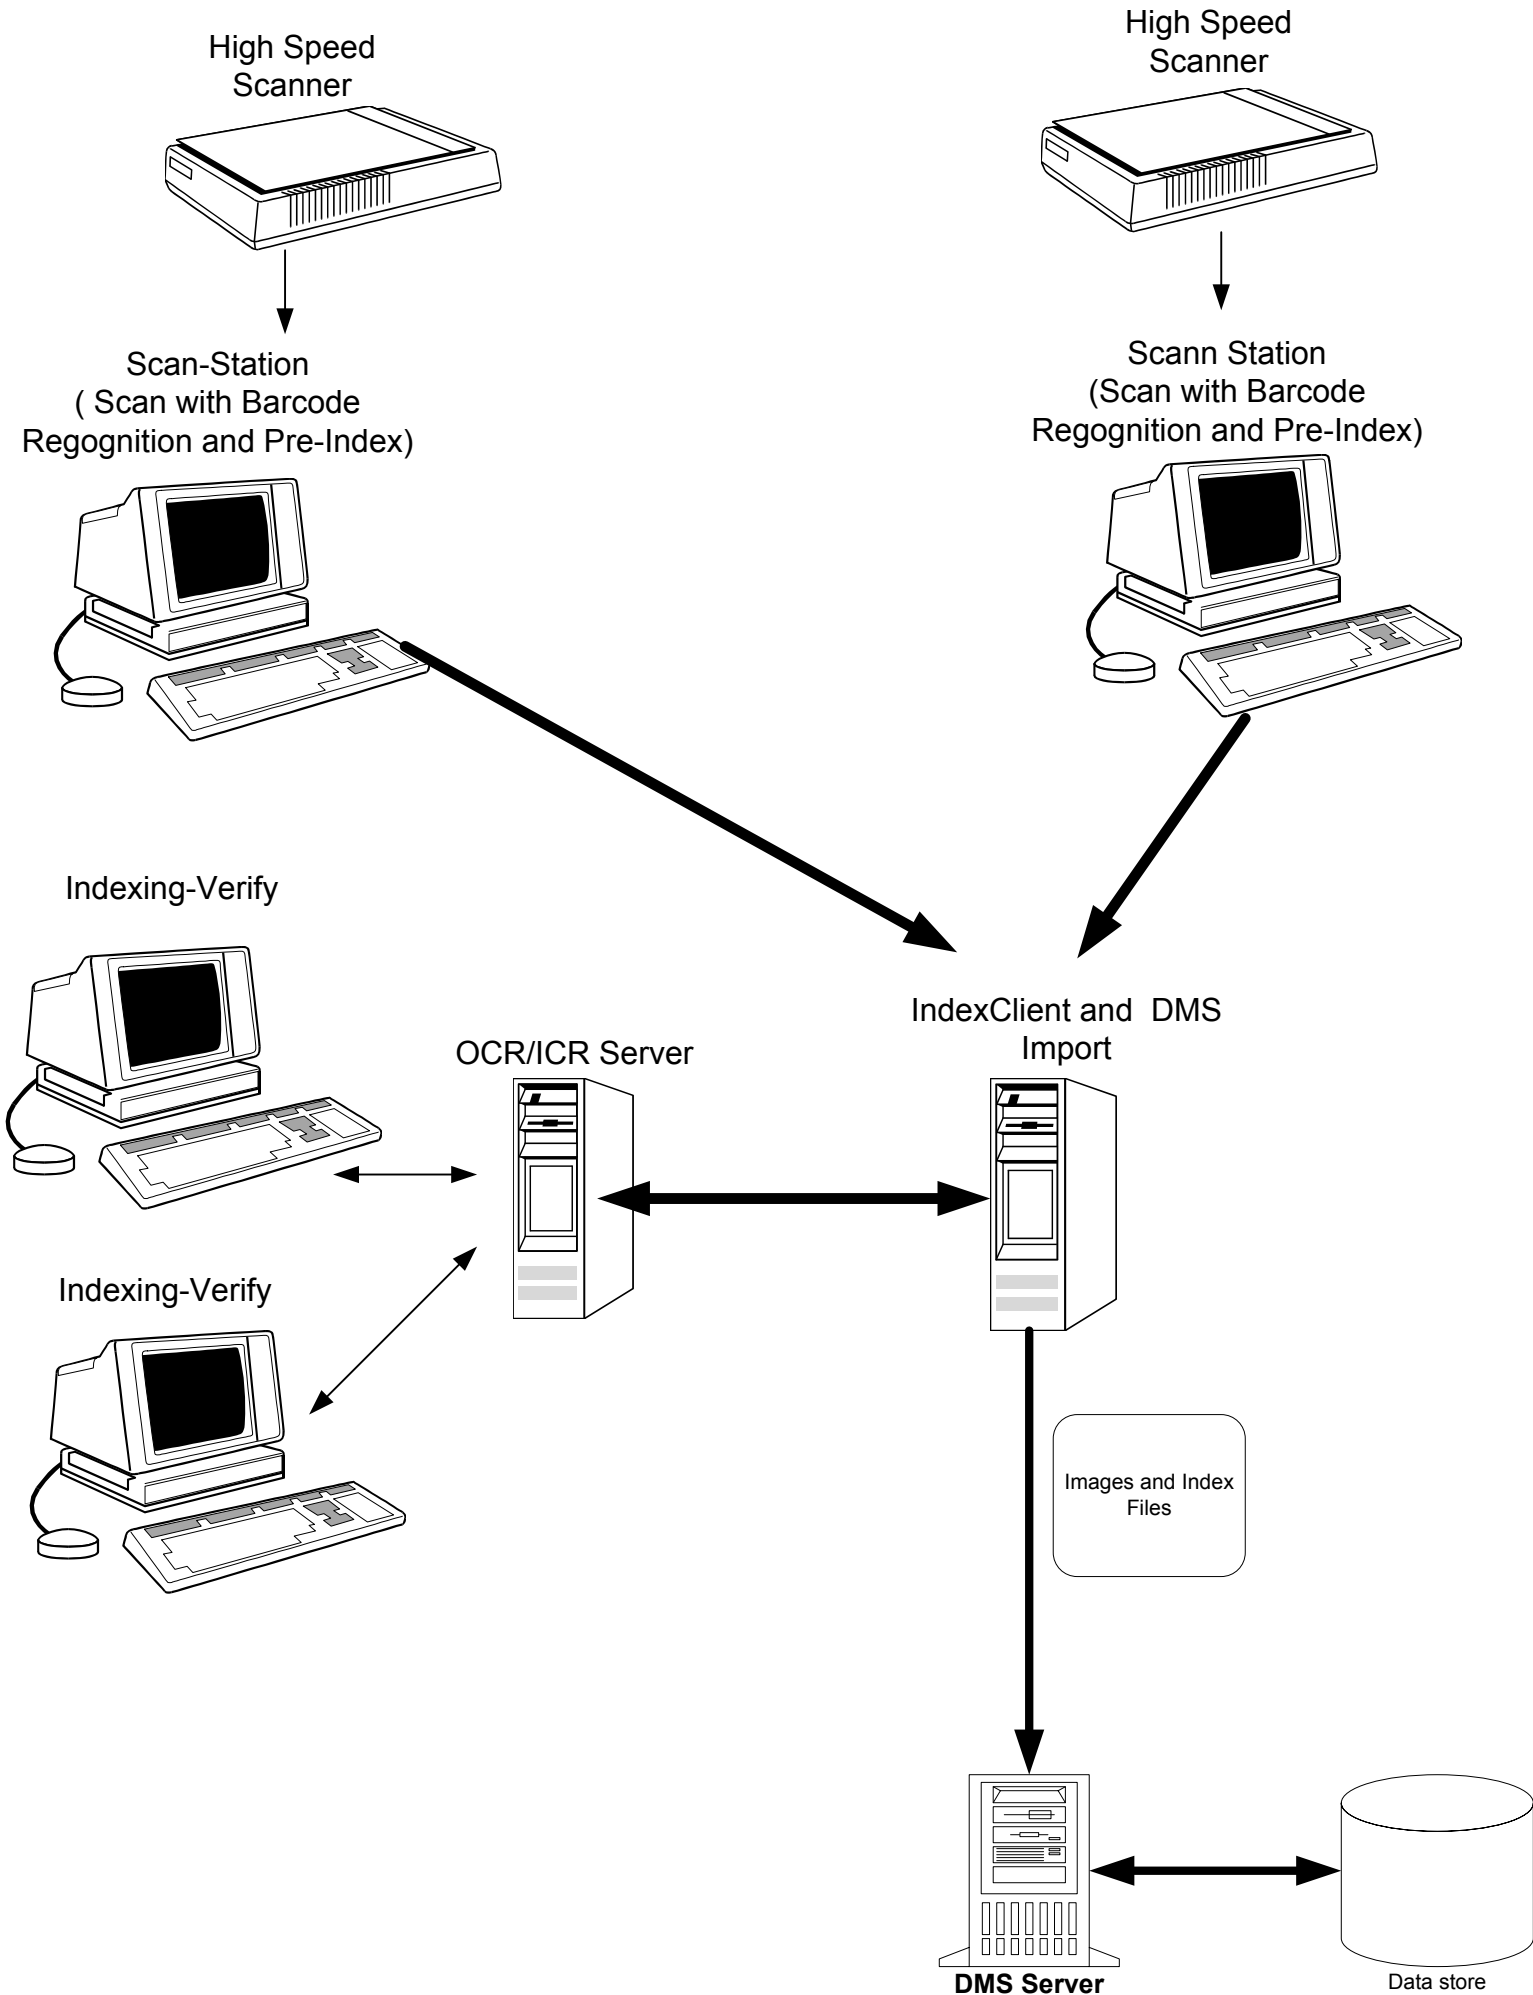 High Speed
Scanner
High Speed
Scanner
Scan-Station
( Scan with Barcode
Regognition and Pre-Index)
Scann Station
(Scan with Barcode
Regognition and Pre-Index)
Indexing-Verify
IndexClient and  DMS
Import
OCR/ICR Server
Indexing-Verify
Images and Index
Files
DMS Server
Data store